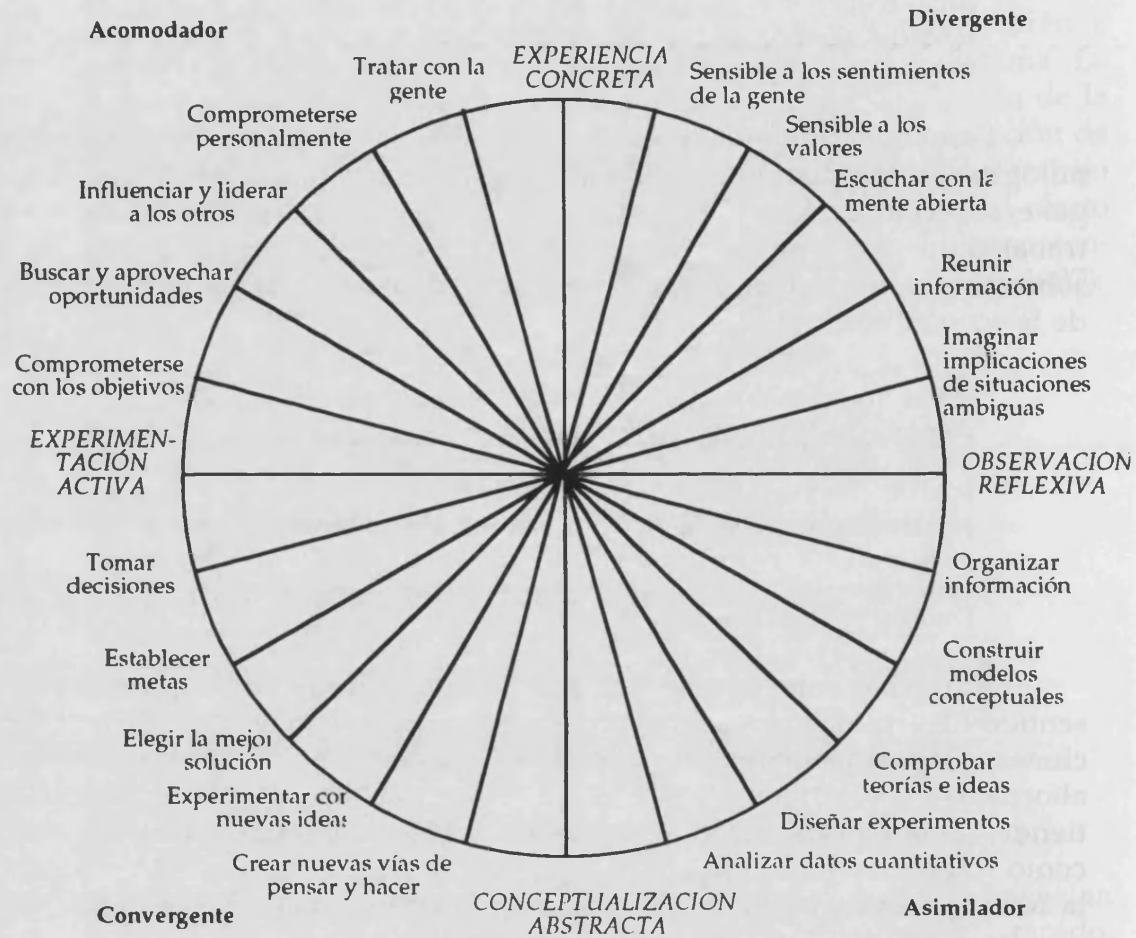 Acomodador
Divergente
EXPERIENCIA
CONCRETA
Tratar con la
gente
Sensible a los sentimientos
de la gente
Comprometerse
personalmente
Sensible a los
valores
Influenciar y liderar
a los otros
Escuchar con la
mente abierta
Buscar y aprovechar
oportunidades
Reunir
información
Comprometerse
con los objetivos
Imaginar
implicaciones
de situaciones
ambiguas
EXPERIMEN-
TACIÓN
ACTIVA
OBSERVACION
REFLEXIVA
Tomar
decisiones
Organizar
información
Establecer
metas
Construir
modelos
conceptuales
Elegir la mejor
solución
Comprobar
teorías e ideas
Experimentar con
nuevas ideas
Diseñar experimentos
Crear nuevas vías de
pensar y hacer
Analizar datos cuantitativos
Convergente
CONCEPTUALIZACION
ABSTRACTA
Asimilador